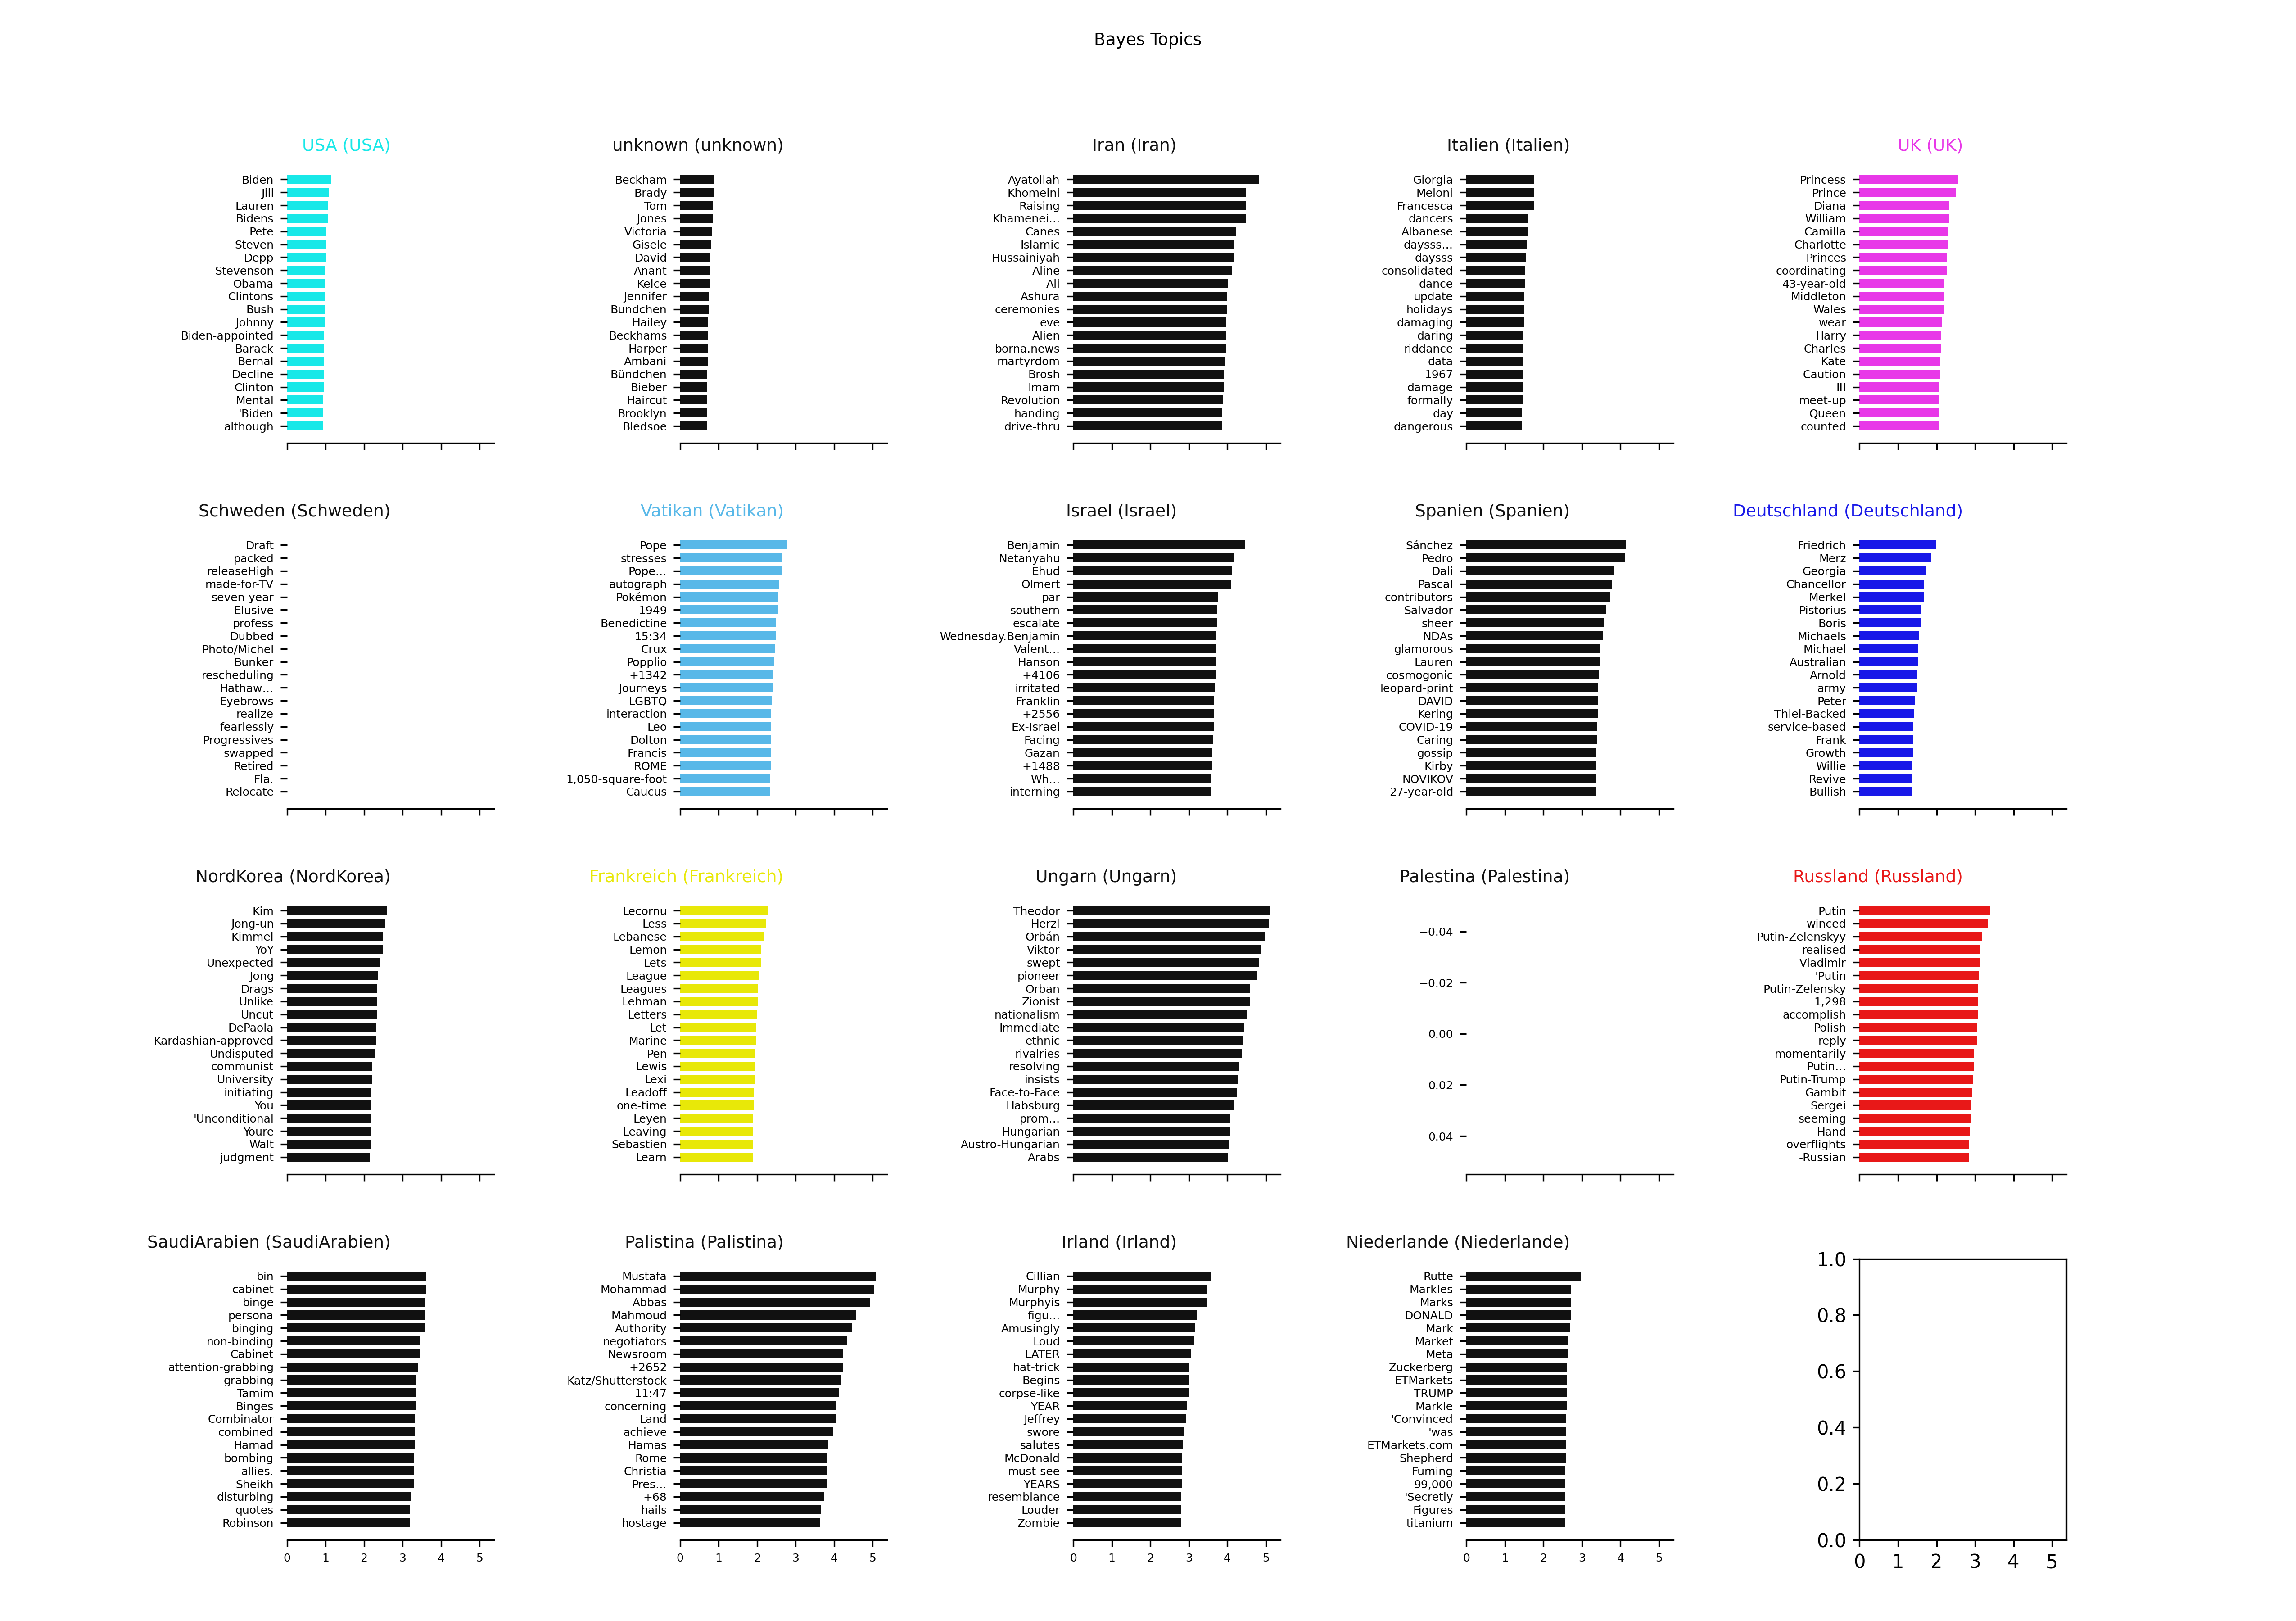 Bayes Topics
USA (USA)
Biden
Jill
Lauren
Bidens
Pete
Steven
Depp
Stevenson
Obama
Clintons
Bush
Johnny
Biden-appointed
Barack
Bernal
Decline
Clinton
Mental
'Biden
although
unknown (unknown)
Beckham
Brady
Tom
Jones
Victoria
Gisele
David
Anant
Kelce
Jennifer
Bundchen
Hailey
Beckhams
Harper
Ambani
Bündchen
Bieber
Haircut
Brooklyn
Bledsoe
Iran (Iran)
Ayatollah
Khomeini
Raising
Khamenei…
Canes
Islamic
Hussainiyah
Aline
Ali
Ashura
ceremonies
eve
Alien
borna.news
martyrdom
Brosh
Imam
Revolution
handing
drive-thru
Italien (Italien)
Giorgia
Meloni
Francesca
dancers
Albanese
daysss…
daysss
consolidated
dance
update
holidays
damaging
daring
riddance
data
1967
damage
formally
day
dangerous
UK (UK)
Princess
Prince
Diana
William
Camilla
Charlotte
Princes
coordinating
43-year-old
Middleton
Wales
wear
Harry
Charles
Kate
Caution
III
meet-up
Queen
counted
Schweden (Schweden)
Draft
packed
releaseHigh
made-for-TV
seven-year
Elusive
profess
Dubbed
Photo/Michel
Bunker
rescheduling
Hathaw…
Eyebrows
realize
fearlessly
Progressives
swapped
Retired
Fla.
Relocate
Vatikan (Vatikan)
Pope
stresses
Pope…
autograph
Pokémon
1949
Benedictine
15:34
Crux
Popplio
+1342
Journeys
LGBTQ
interaction
Leo
Dolton
Francis
ROME
1,050-square-foot
Caucus
Israel (Israel)
Benjamin
Netanyahu
Ehud
Olmert
par
southern
escalate
Wednesday.Benjamin
Valent…
Hanson
+4106
irritated
Franklin
+2556
Ex-Israel
Facing
Gazan
+1488
Wh…
interning
Spanien (Spanien)
Sánchez
Pedro
Dali
Pascal
contributors
Salvador
sheer
NDAs
glamorous
Lauren
cosmogonic
leopard-print
DAVID
Kering
COVID-19
Caring
gossip
Kirby
NOVIKOV
27-year-old
Deutschland (Deutschland)
Friedrich
Merz
Georgia
Chancellor
Merkel
Pistorius
Boris
Michaels
Michael
Australian
Arnold
army
Peter
Thiel-Backed
service-based
Frank
Growth
Willie
Revive
Bullish
NordKorea (NordKorea)
Kim
Jong-un
Kimmel
YoY
Unexpected
Jong
Drags
Unlike
Uncut
DePaola
Kardashian-approved
Undisputed
communist
University
initiating
You
'Unconditional
Youre
Walt
judgment
Frankreich (Frankreich)
Lecornu
Less
Lebanese
Lemon
Lets
League
Leagues
Lehman
Letters
Let
Marine
Pen
Lewis
Lexi
Leadoff
one-time
Leyen
Leaving
Sebastien
Learn
Ungarn (Ungarn)
Theodor
Herzl
Orbán
Viktor
swept
pioneer
Orban
Zionist
nationalism
Immediate
ethnic
rivalries
resolving
insists
Face-to-Face
Habsburg
prom…
Hungarian
Austro-Hungarian
Arabs
Palestina (Palestina)
−0.04
−0.02
0.00
0.02
0.04
Russland (Russland)
Putin
winced
Putin-Zelenskyy
realised
Vladimir
'Putin
Putin-Zelensky
1,298
accomplish
Polish
reply
momentarily
Putin…
Putin-Trump
Gambit
Sergei
seeming
Hand
overflights
-Russian
SaudiArabien (SaudiArabien)
bin
cabinet
binge
persona
binging
non-binding
Cabinet
attention-grabbing
grabbing
Tamim
Binges
Combinator
combined
Hamad
bombing
allies.
Sheikh
disturbing
quotes
Robinson
0 1 2 3 4 5
Palistina (Palistina)
Mustafa
Mohammad
Abbas
Mahmoud
Authority
negotiators
Newsroom
+2652
Katz/Shutterstock
11:47
concerning
Land
achieve
Hamas
Rome
Christia
Pres…
+68
hails
hostage
0 1 2 3 4 5
Irland (Irland)
Cillian
Murphy
Murphyis
figu…
Amusingly
Loud
LATER
hat-trick
Begins
corpse-like
YEAR
Jeffrey
swore
salutes
McDonald
must-see
YEARS
resemblance
Louder
Zombie
0 1 2 3 4 5
Niederlande (Niederlande)
Rutte
Markles
Marks
DONALD
Mark
Market
Meta
Zuckerberg
ETMarkets
TRUMP
Markle
'Convinced
'was
ETMarkets.com
Shepherd
Fuming
99,000
'Secretly
Figures
titanium
0 1 2 3 4 5
1.0
0.8
0.6
0.4
0.2
0.0
0 1 2 3 4 5